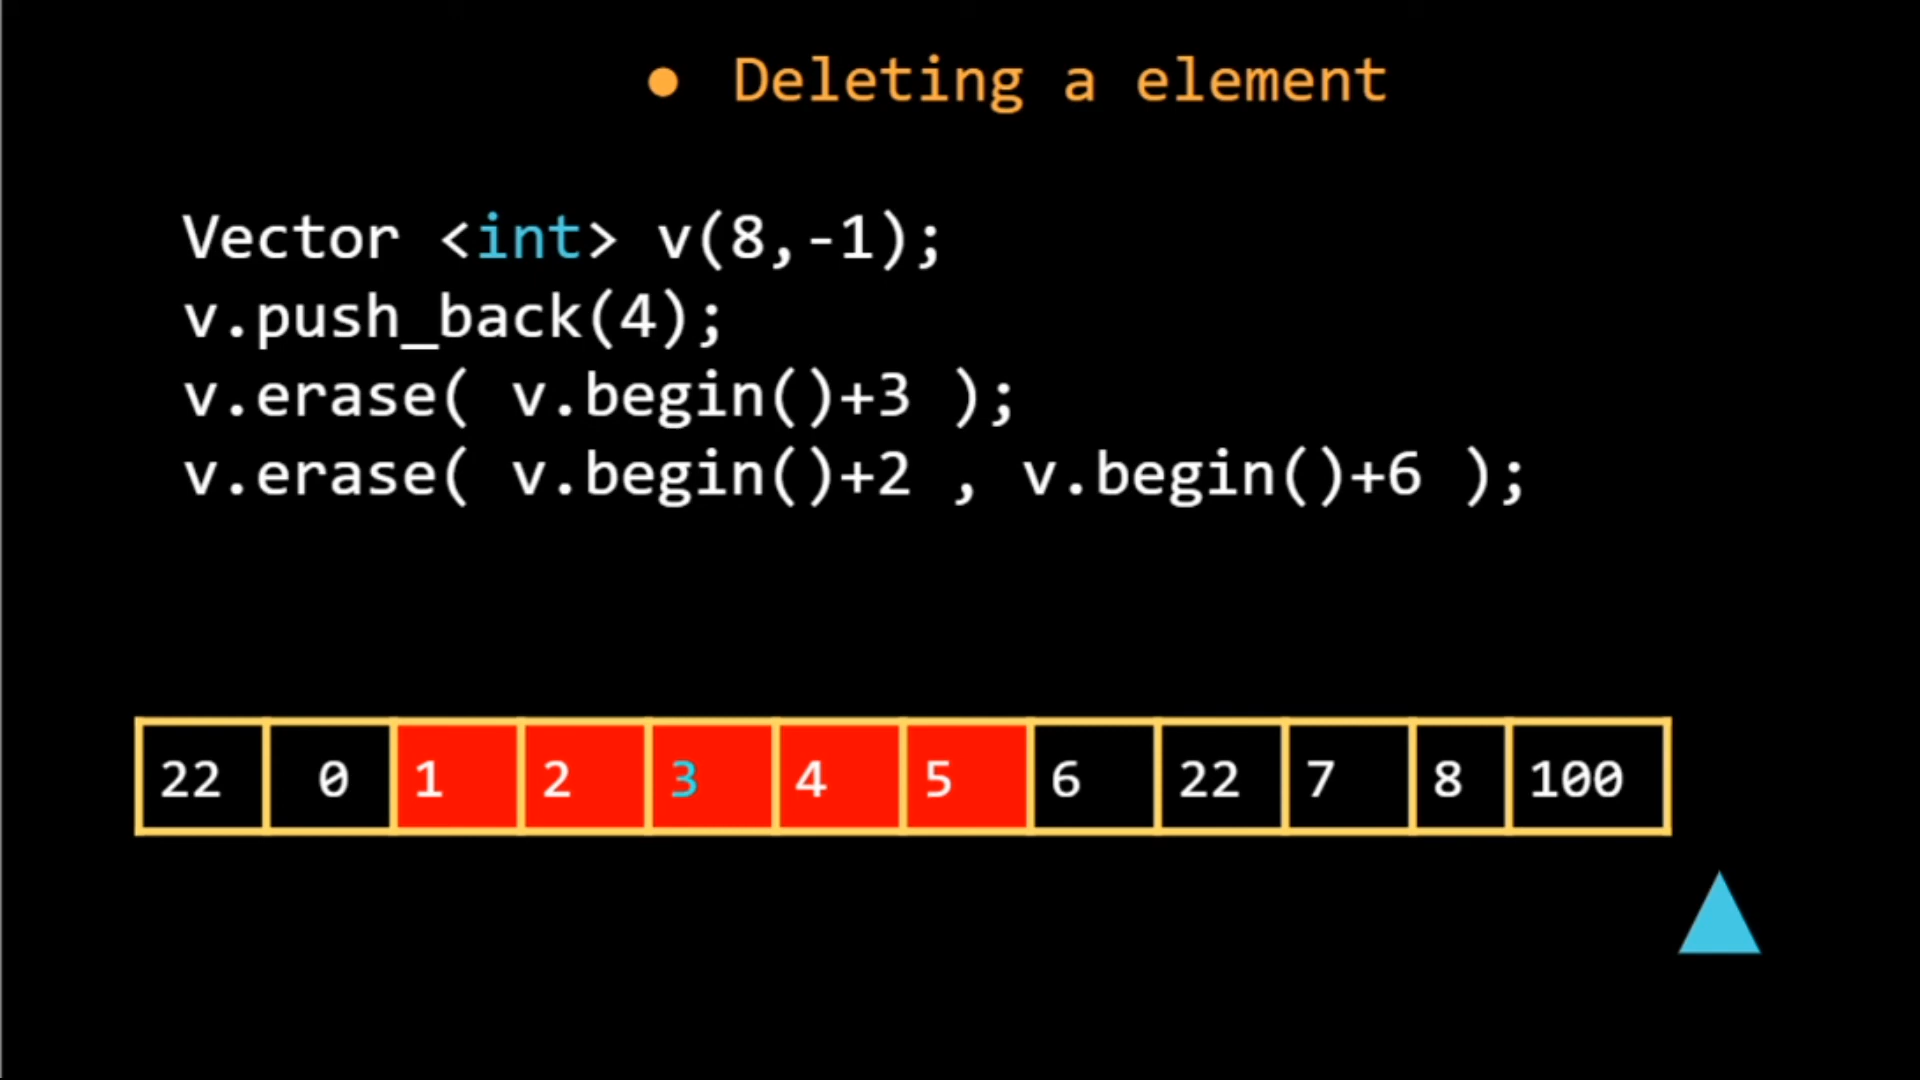 ● Deleting a element
Vector <int> v(8,-1);
v.push_back(4);
v.erase( v.begin()+3 );
v.erase( v.begin()+2 , v.begin()+6 );
22 0 1 2 3 4 5 6 22 7 8 100